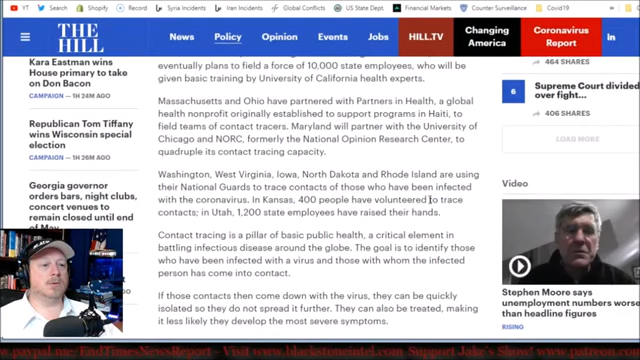 YT
Reports
NASA
Syria Incidents
Iran Incidents
Global Conflicts
US State Dept.
Financial Markets
Counter Surveillance
Covid19
THE
HILL
News
Policy
Opinion
Events
Jobs
HILL.TV
Changing
America
Coronavirus
Report
in
Kara Eastman wins
House primary to take
on Don Bacon
CAMPAIGN - 1H 24M AGO
Republican Tom Tiffany
wins Wisconsin special
election
CAMPAIGN - 1H 26M AGO
Georgia governor
orders bars, night clubs,
concert venues to
remained closed until
end of May
eventually plans to field a force of 10,000 state employees, who will be
given basic training by University of California health experts.
Massachusetts and Ohio have partnered with Partners in Health, a global
health nonprofit originally established to support programs in Haiti, to
field teams of contact tracers. Maryland will partner with the University of
Chicago and NORC, formerly the National Opinion Research Center, to
quadruple its contact tracing capacity.
Washington, West Virginia, Iowa, North Dakota and Rhode Island are using
their National Guards to trace contacts of those who have been infected
with the coronavirus. In Kansas, 400 people have volunteered to trace
contacts; in Utah, 1,200 state employees have raised their hands.
Contact tracing is a pillar of basic public health, a critical element in
battling infectious disease around the globe. The goal is to identify those
who have been infected with a virus and those with whom the infected
person has come into contact.
If those contacts then come down with the virus, they can be quickly
isolated so they do not spread it further. They can also be treated, making
it less likely they develop the most severe symptoms.
464 SHARES
6
Supreme Court divided
over fight...
406 SHARES
LOAD MORE
Video
Stephen Moore says
unemployment numbers worse
than headline figures
RISING
www.paypal.me/EndTimesNewsReport - Visit www.blackstoneintel.com Support Jake's Show!